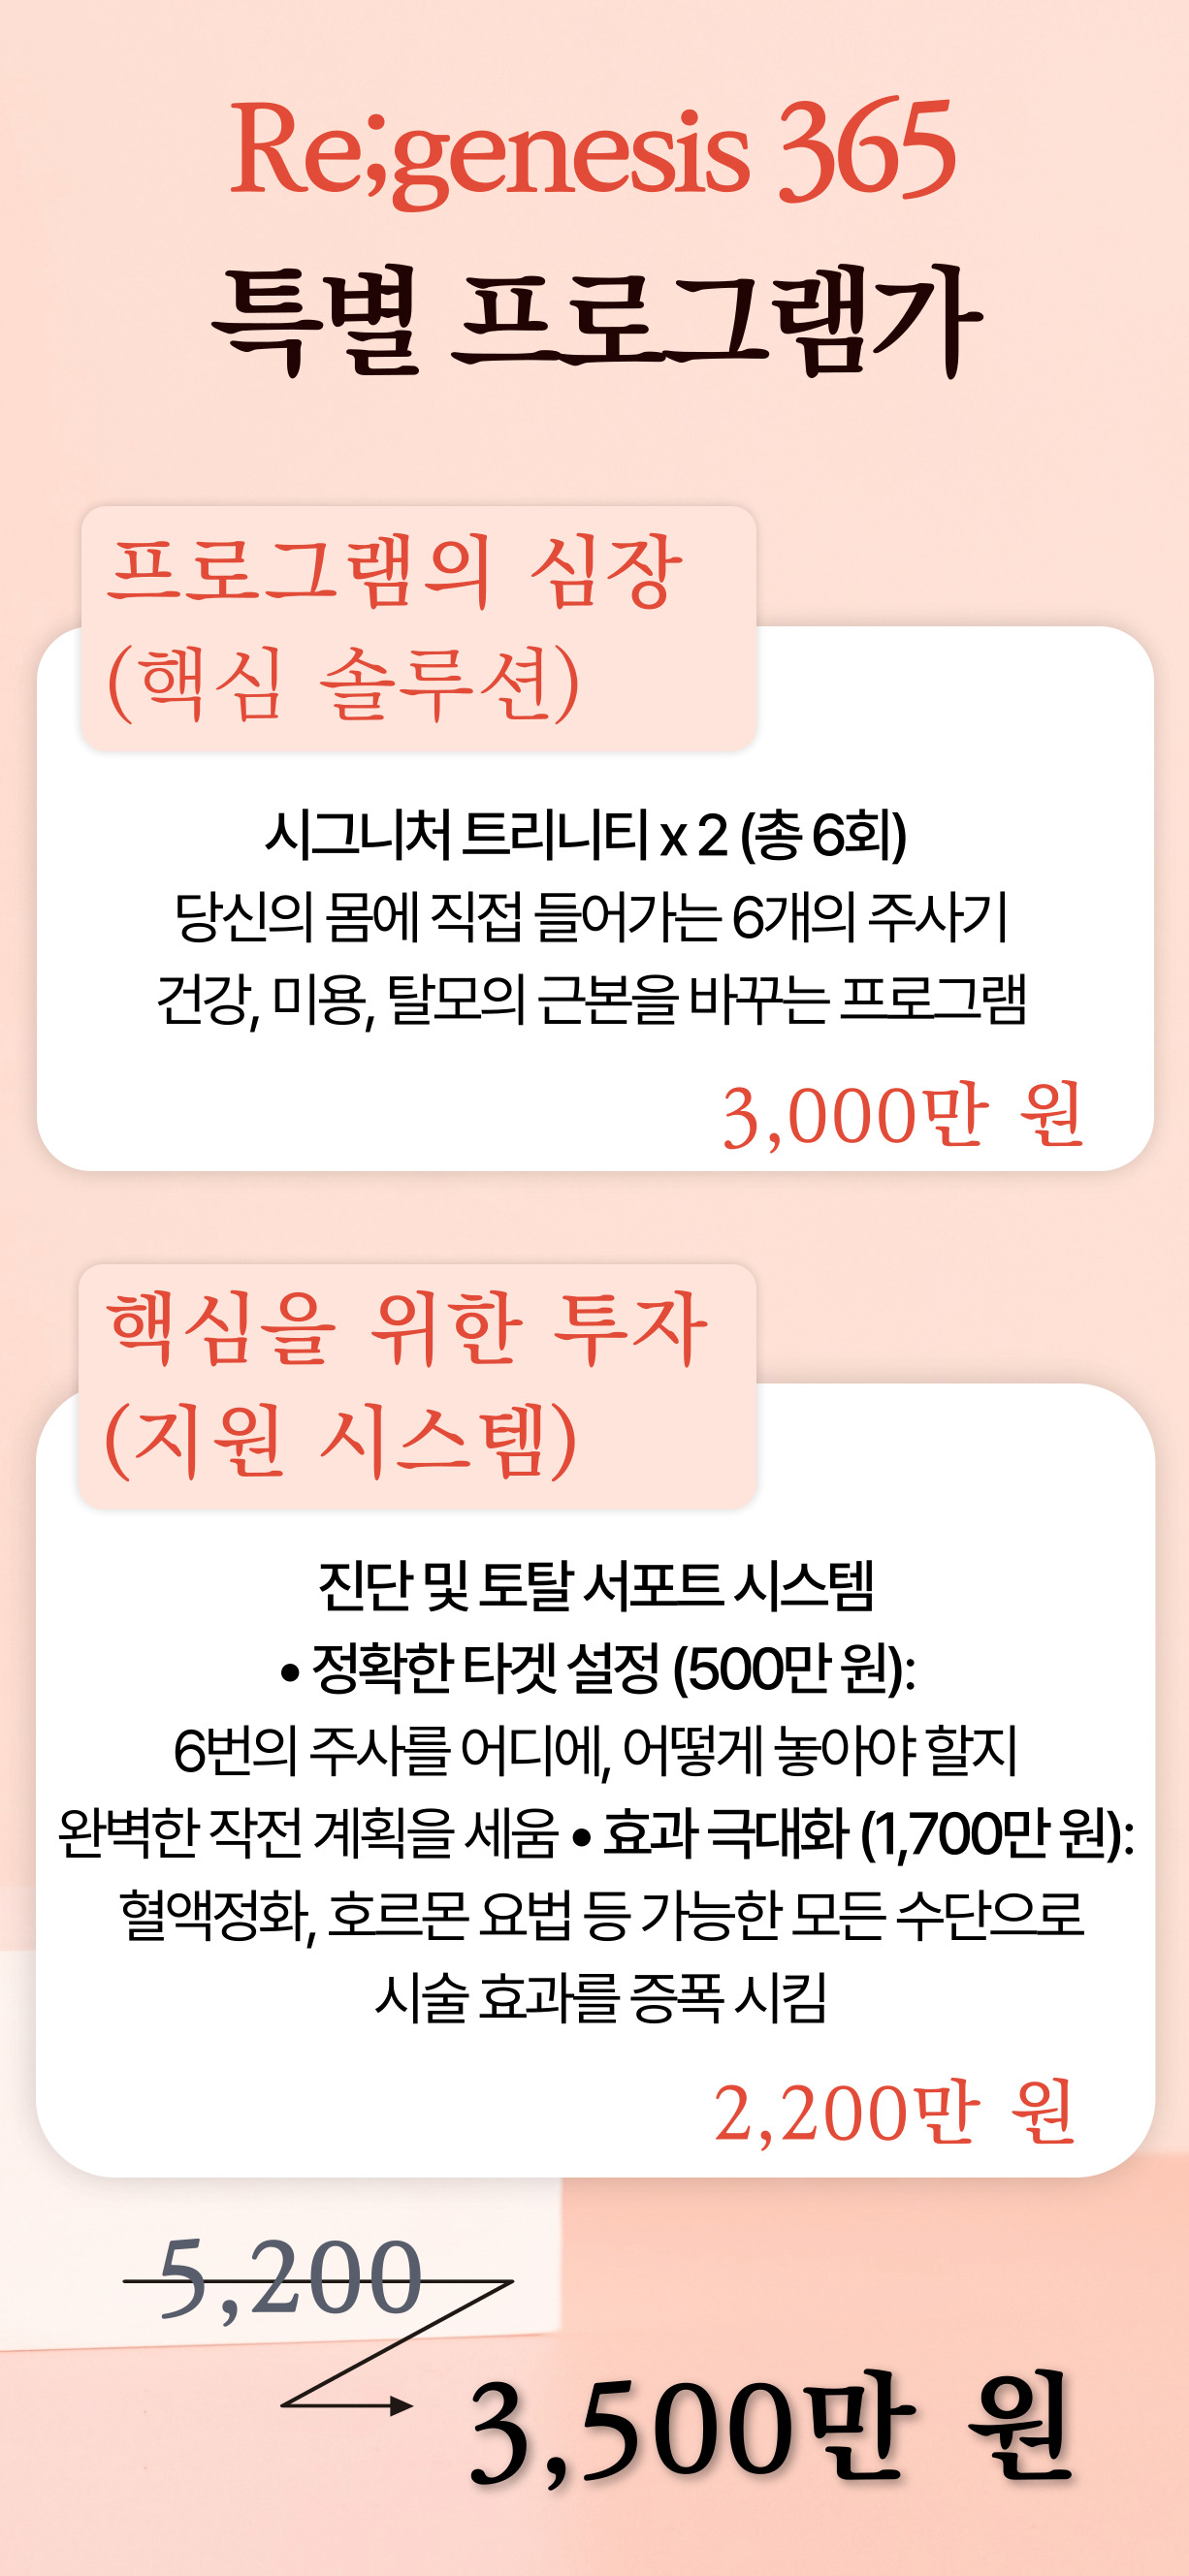 Re;genesis 365
특별 프로그램가
프로그램의 심장
(핵심 솔루션)
시그니처 트리니티 x 2 (총 6회)
당신의 몸에 직접 들어가는 6개의 주사기
건강, 미용, 탈모의 근본을 바꾸는 프로그램
3,000만 원
핵심을 위한 투자
(지원 시스템)
진단 및 토탈 서포트 시스템
• 정확한 타겟 설정 (500만 원):
6번의 주사를 어디에, 어떻게 놓아야 할지
완벽한 작전 계획을 세움 • 효과 극대화 (1,700만 원):
혈액정화, 호르몬 요법 등 가능한 모든 수단으로
시술 효과를 증폭 시킴
2,200만 원
5,200
3,500만 원